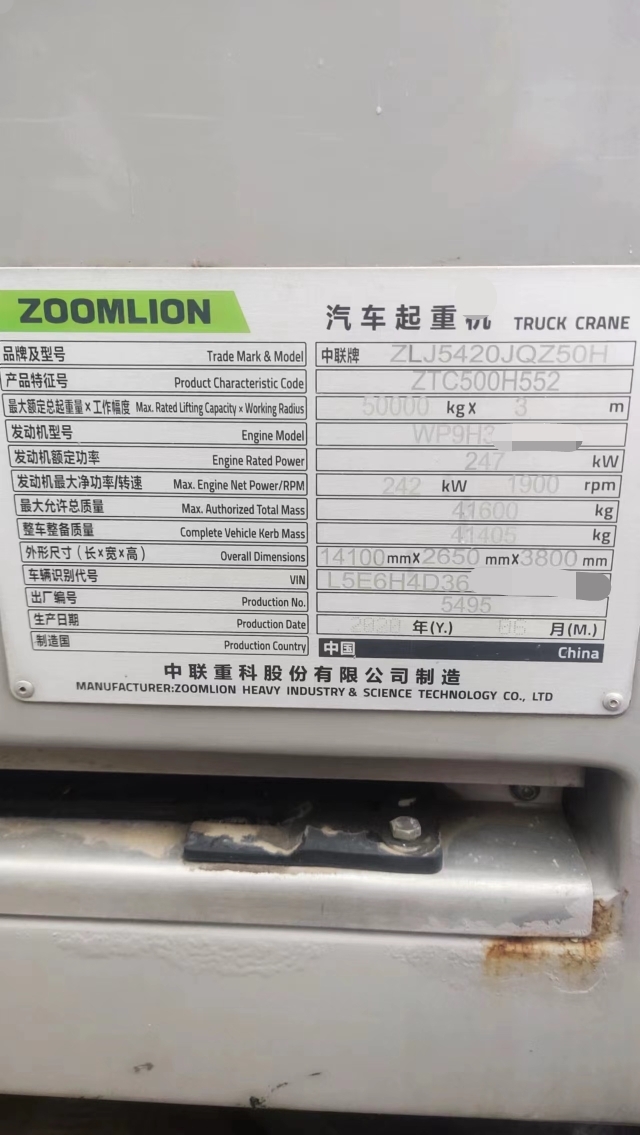 ZOOMLION 汽车起重机 TRUCK CRANE
品牌及型号 Trade Mark & Model 中联牌 ZLJ5420JQZ50H
产品特征号 Product Characteristic Code ZTC500H552
最大额定总起重量×工作幅度 Max. Rated Lifting Capacity x Working Radius 50000 kg X 3 m
发动机型号 Engine Model WP9H3
发动机额定功率 Engine Rated Power 247 kW
发动机最大净功率/转速 Max. Engine Net Power/RPM 242 kW 1900 rpm
最大允许总质量 Max. Authorized Total Mass 41600 kg
整车整备质量 Complete Vehicle Kerb Mass 41405 kg
外形尺寸（长×宽×高） Overall Dimensions 14100 mm X 2650 mm X 3800 mm
车辆识别代号 VIN L5E6H4D36
出厂编号 Production No. 5495
生产日期 Production Date 2020 年(Y.) 06 月(M.)
制造国 Production Country 中国 China
中联重科股份有限公司制造
MANUFACTURER:ZOOMLION HEAVY INDUSTRY & SCIENCE TECHNOLOGY CO., LTD